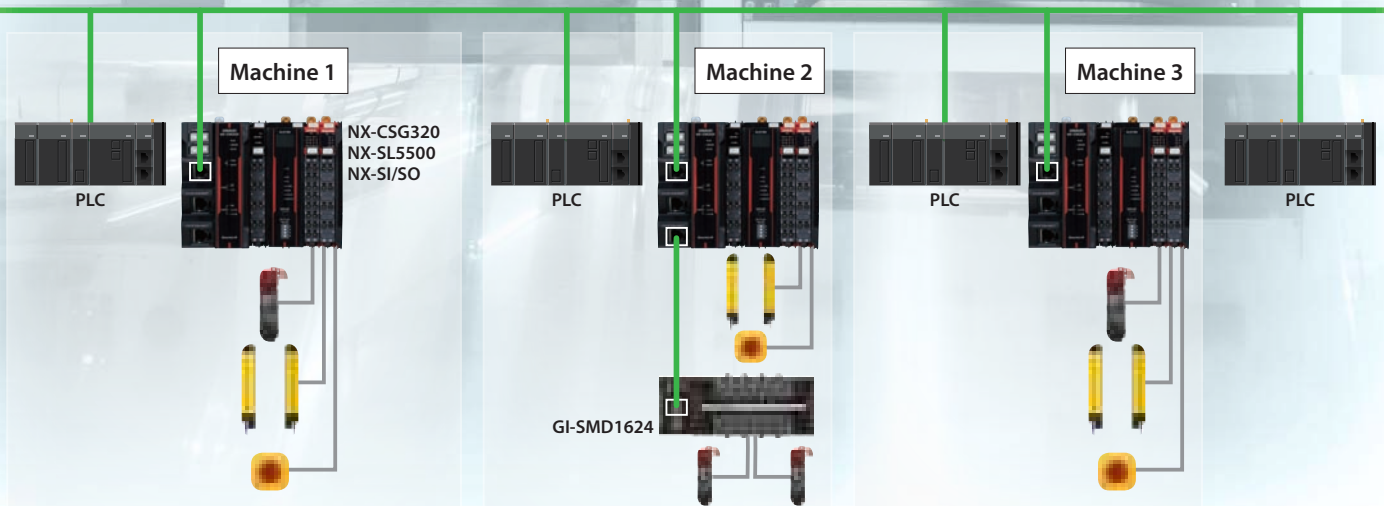 Machine 1
Machine 2
Machine 3
NX-CSG320
NX-SL5500
NX-SI/SO
PLC
PLC
PLC
PLC
GI-SMD1624